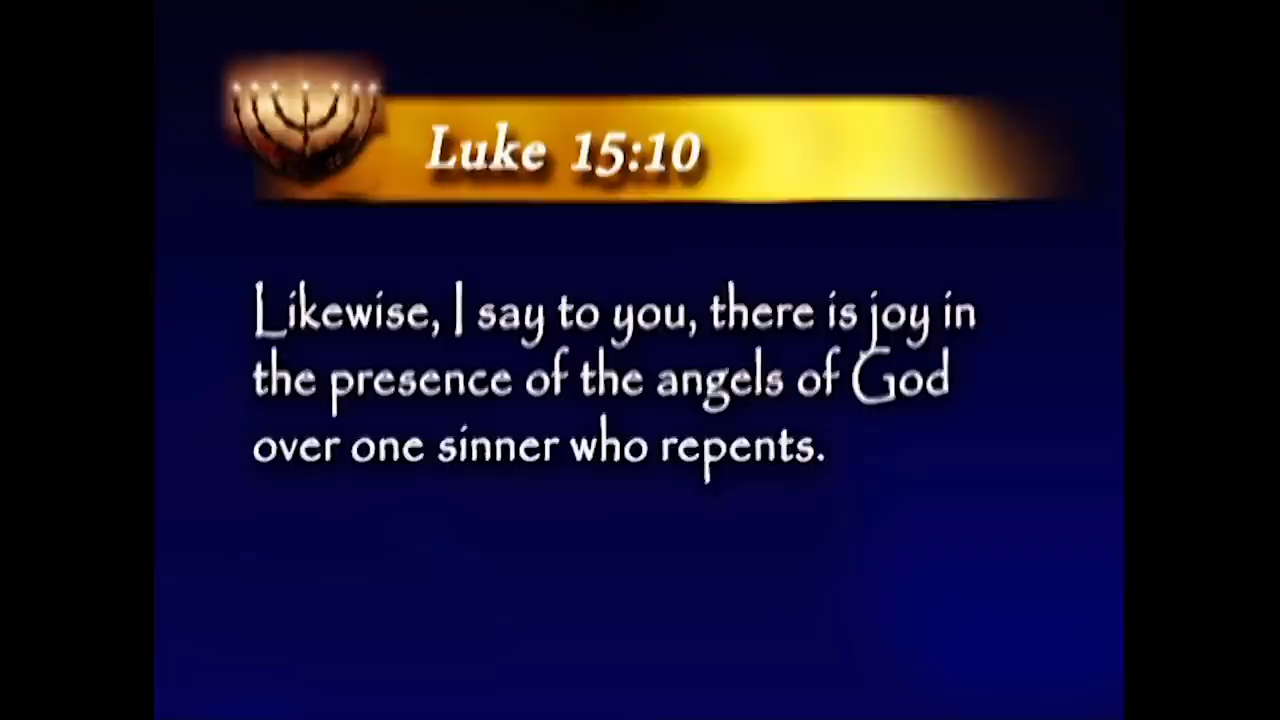 Luke 15:10
Likewise, I say to you, there is joy in
the presence of the angels of God
over one sinner who repents.